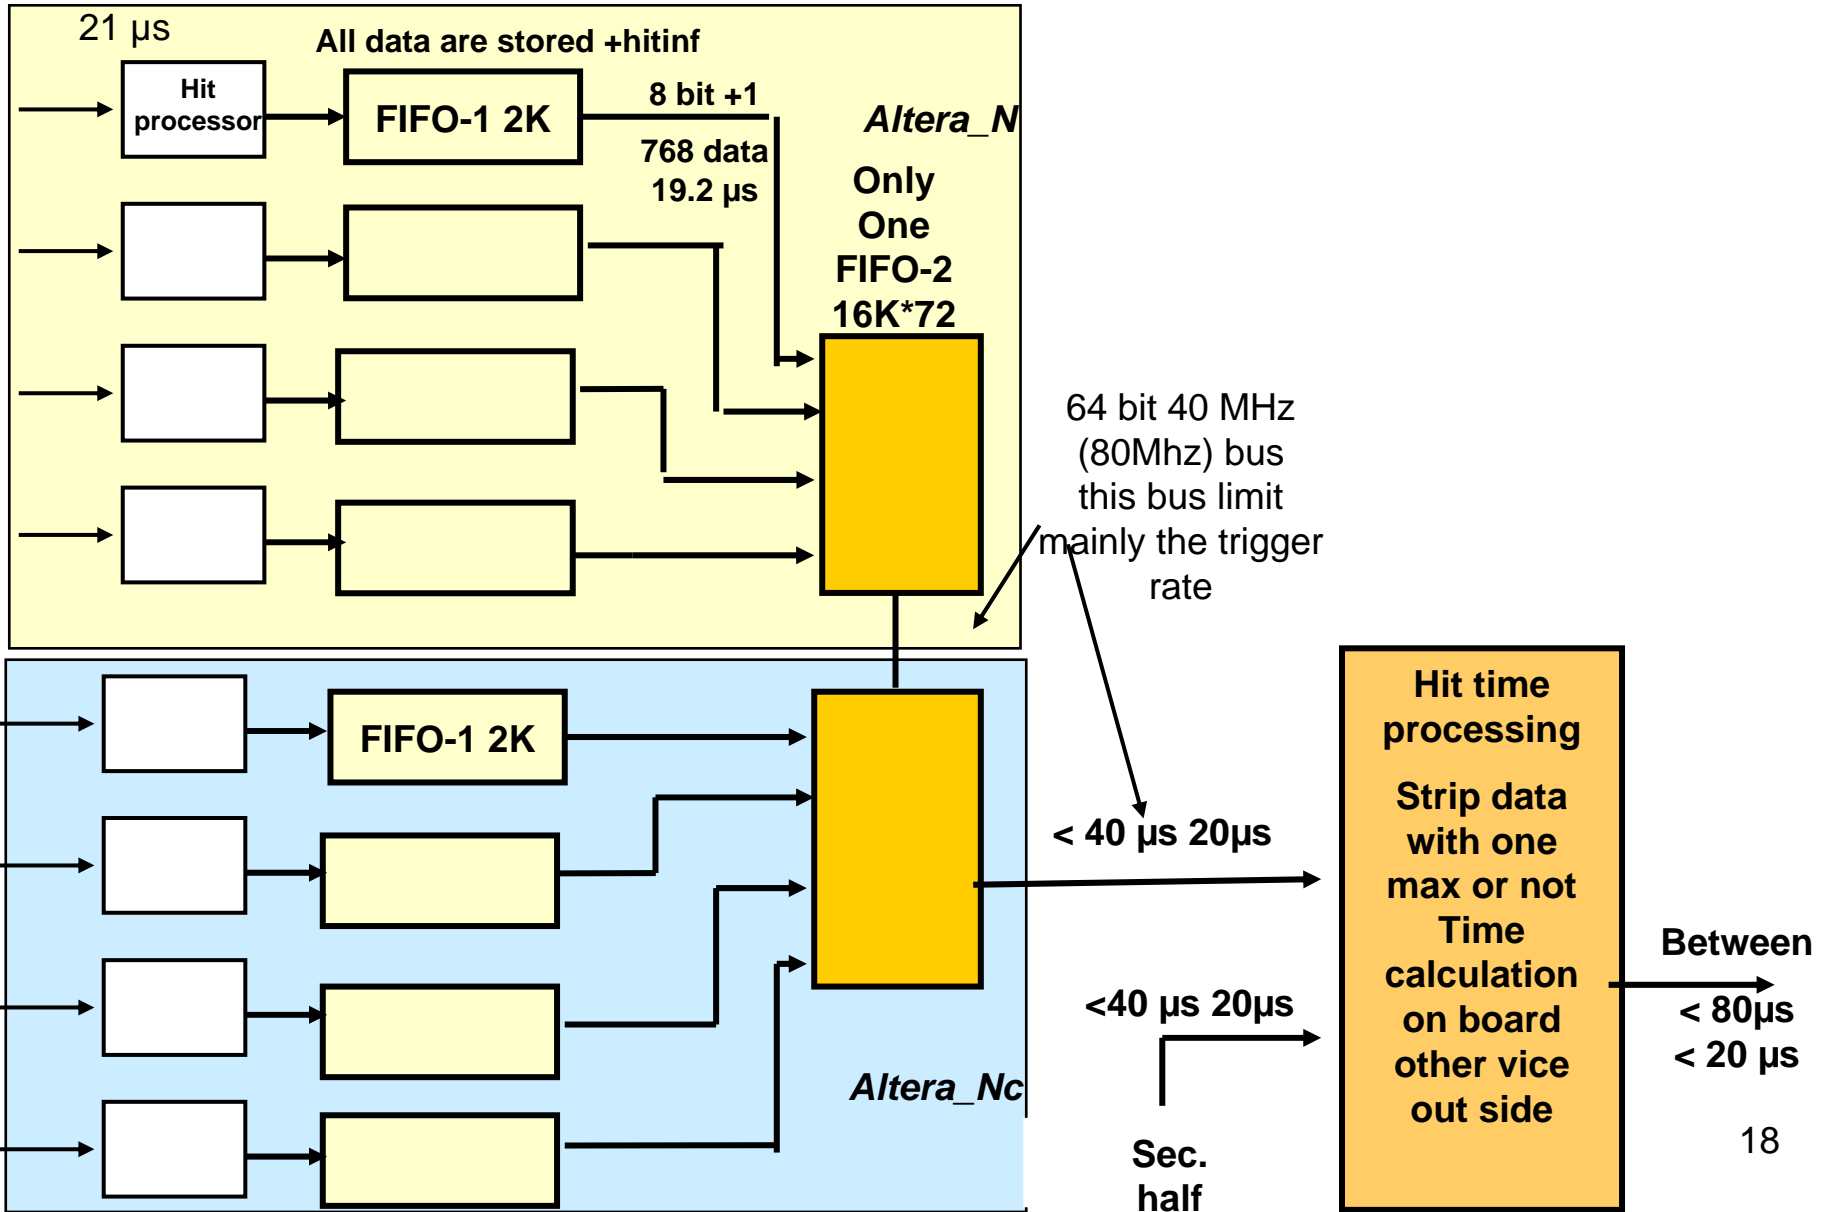 21 µs
All data are stored +hitinf
Hit
processor
FIFO-1 2K
8 bit +1
768 data
19.2 µs
Altera_N
Only
One
FIFO-2
16K*72
64 bit 40 MHz
(80Mhz) bus
this bus limit
mainly the trigger
rate
FIFO-1 2K
Altera_Nc
< 40 µs 20µs
<40 µs 20µs
Sec.
half
Hit time
processing
Strip data
with one
max or not
Time
calculation
on board
other vice
out side
Between
< 80µs
< 20 µs
18